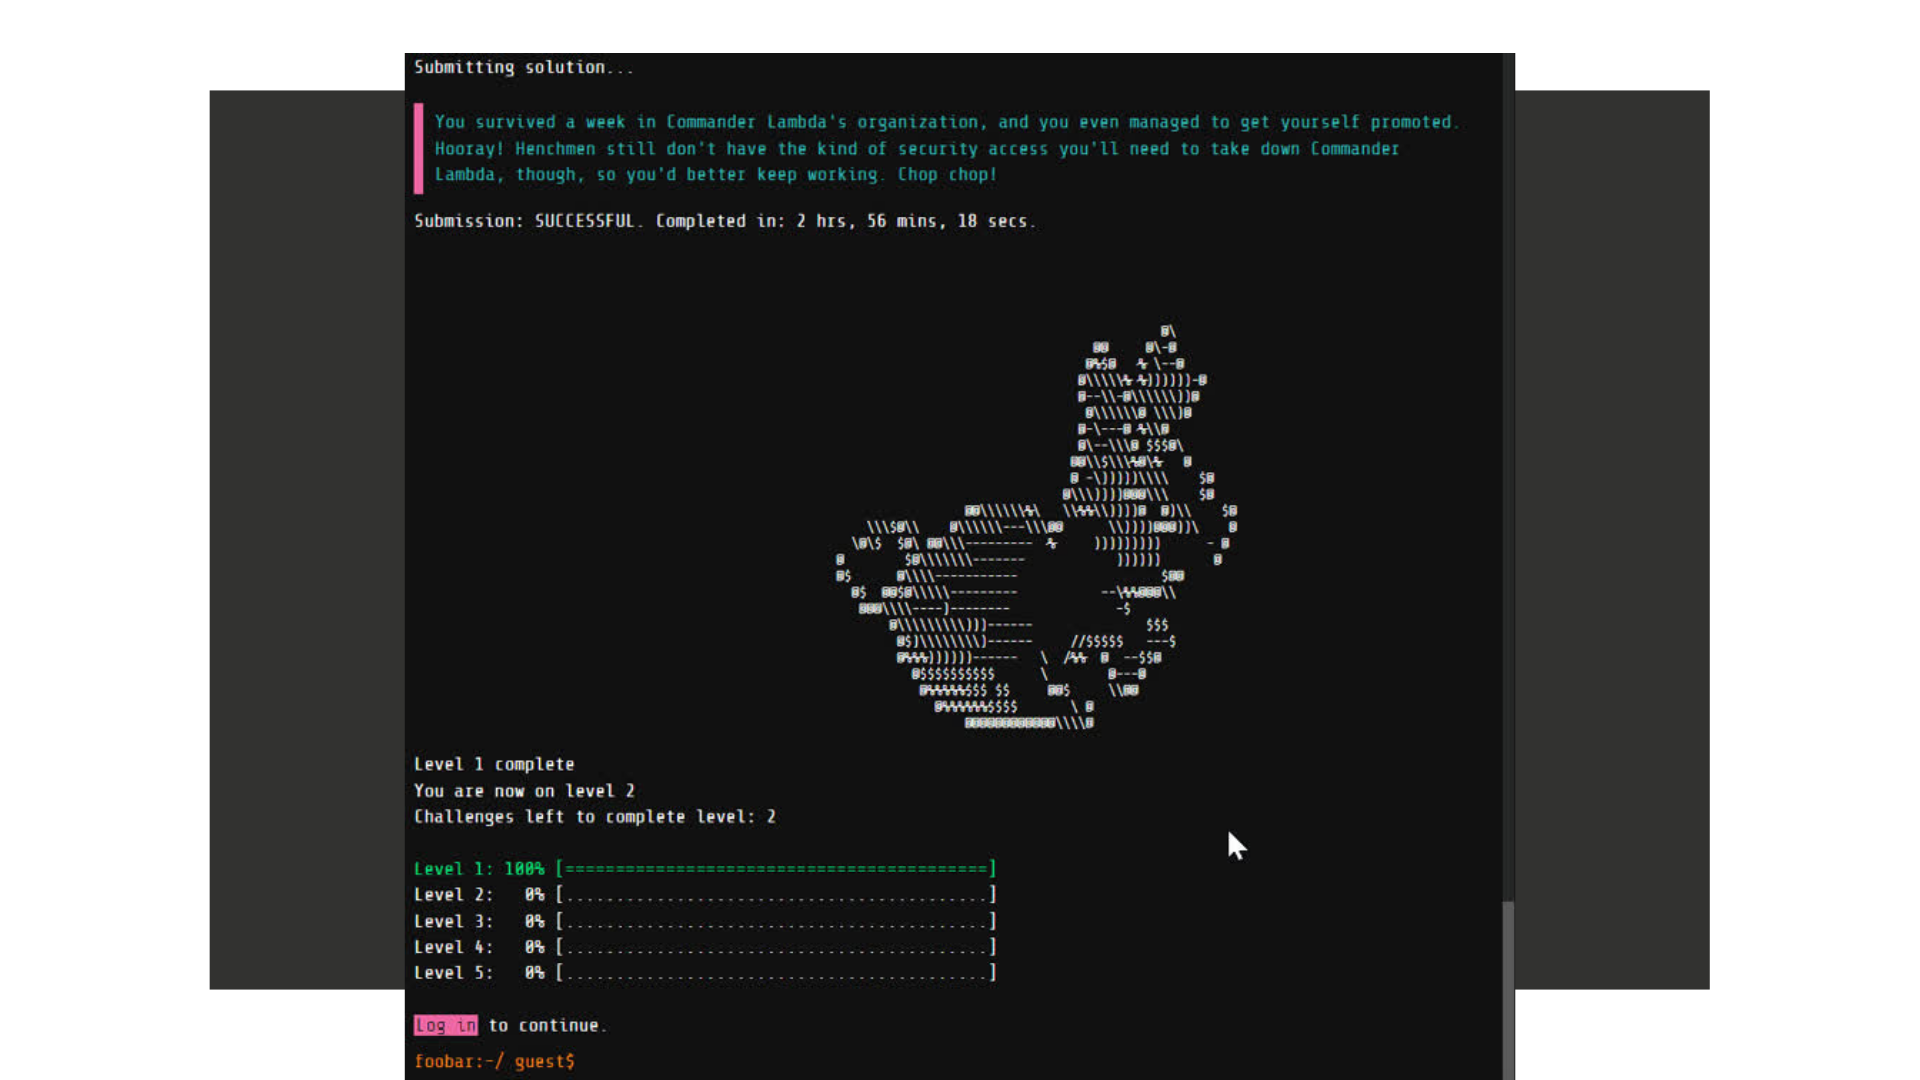 Submitting solution...
You survived a week in Commander Lambda's organization, and you even managed to get yourself promoted.
Hooray! Henchmen still don't have the kind of security access you'll need to take down Commander
Lambda, though, so you'd better keep working. Chop chop!
Submission: SUCCESSFUL. Completed in: 2 hrs, 56 mins, 18 secs.
Level 1 complete
You are now on level 2
Challenges left to complete level: 2
Level 1: 100% [==========================================]
Level 2:   0% [..........................................]
Level 3:   0% [..........................................]
Level 4:   0% [..........................................]
Level 5:   0% [..........................................]
Log in to continue.
foobar:~/ guest$